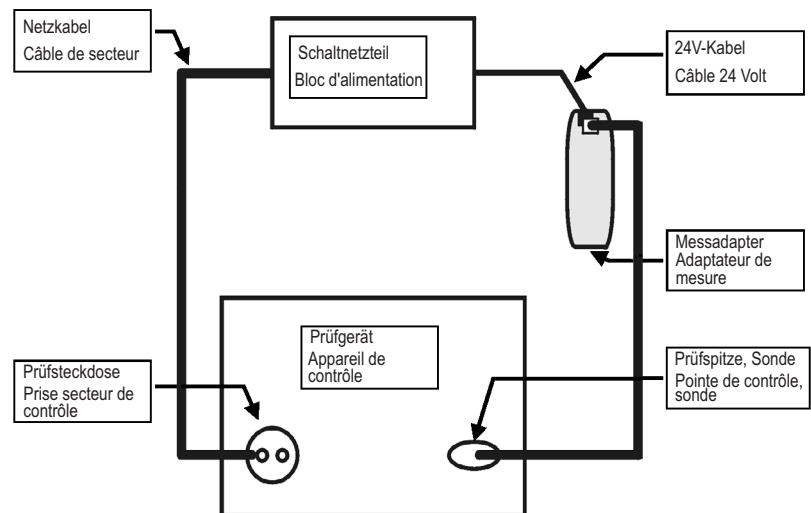 Netzkabel
Câble de secteur
Schaltnetzteil
Bloc d'alimentation
24V-Kabel
Câble 24 Volt
Messadapter
Adaptateur de
mesure
Prüfgerät
Appareil de
contrôle
Prüfsteckdose
Prise secteur de
contrôle
Prüfspitze, Sonde
Pointe de contrôle,
sonde